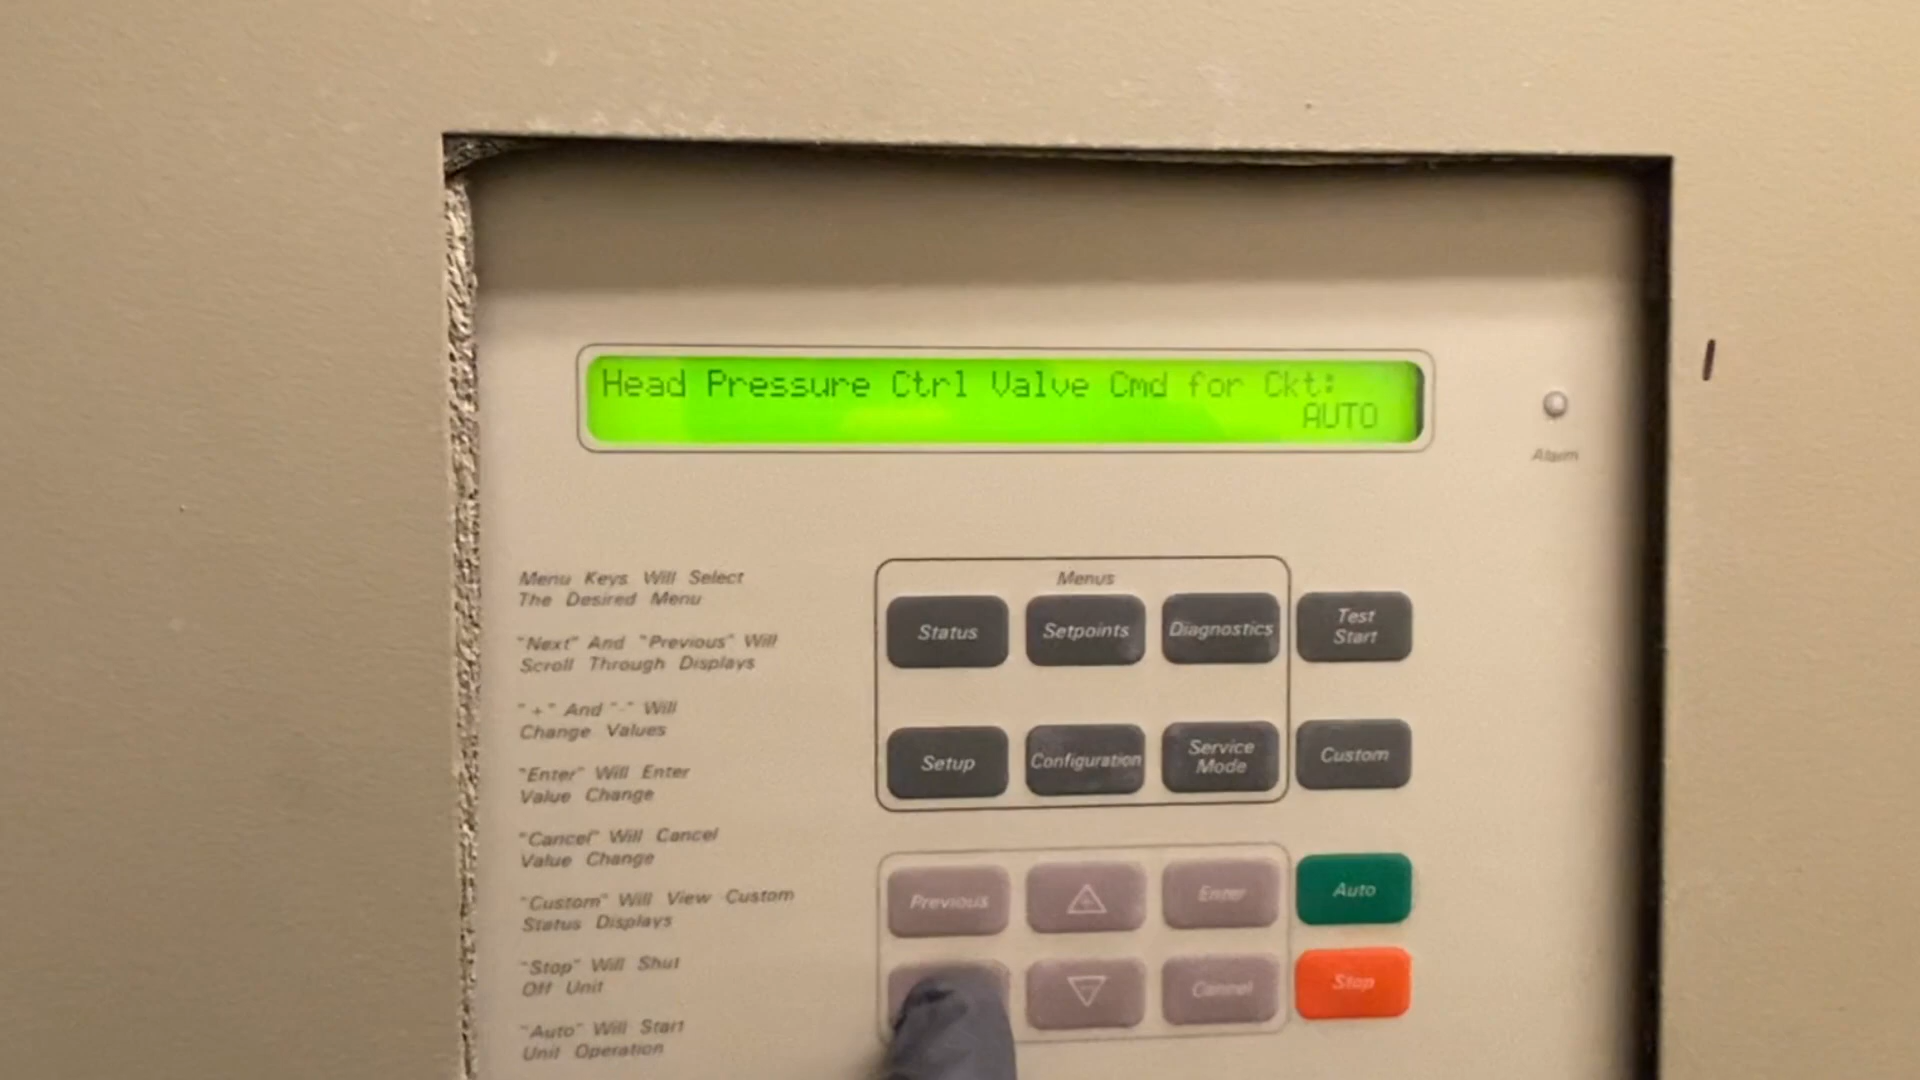 Head Pressure Ctrl Valve Cmd for Ckt:
AUTO
Alarm
Menu Keys Will Select
The Desired Menu
"Next" And "Previous" Will
Scroll Through Displays
"+" And "-" Will
Change Values
"Enter" Will Enter
Value Change
"Cancel" Will Cancel
Value Change
"Custom" Will View Custom
Status Displays
"Stop" Will Shut
Off Unit
"Auto" Will Start
Unit Operation
Menus
Status
Setpoints
Diagnostics
Test
Start
Setup
Configuration
Service
Mode
Custom
Previous
+
Enter
Auto
-
Cancel
Stop